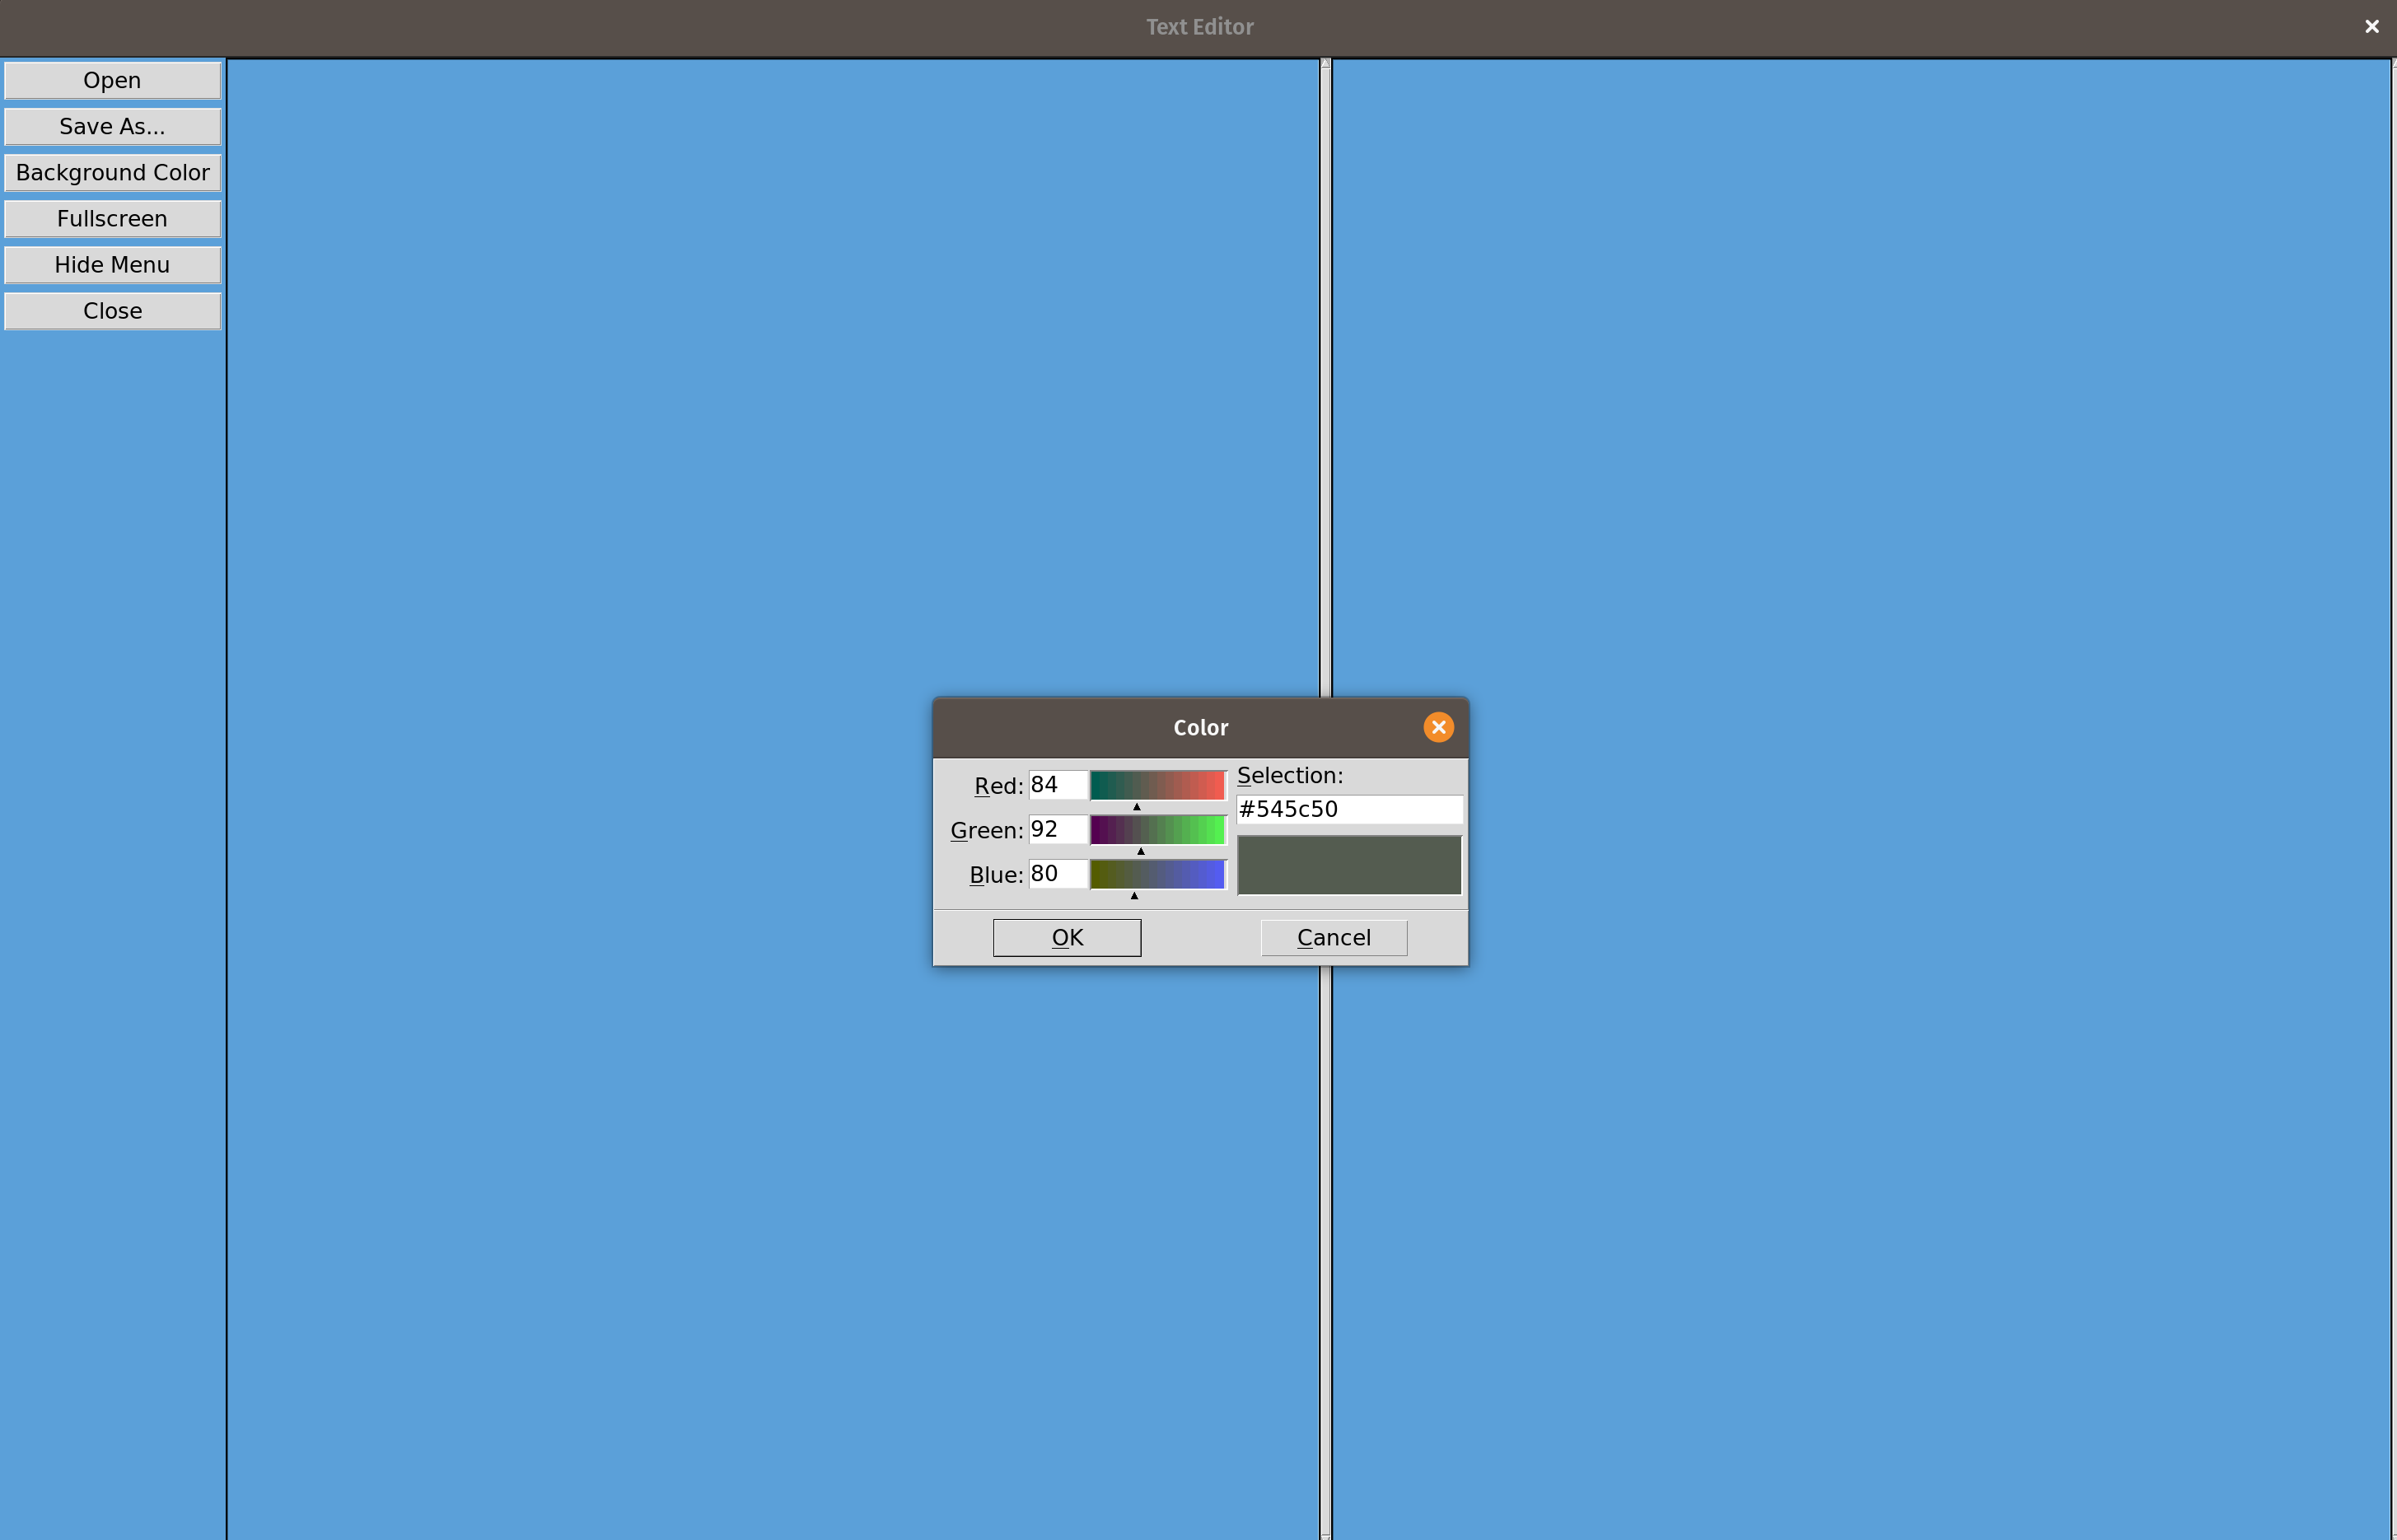 Text Editor
Open
Save As...
Background Color
Fullscreen
Hide Menu
Close
Color
Red: 84
Selection:
#545c50
Green: 92
Blue: 80
OK
Cancel